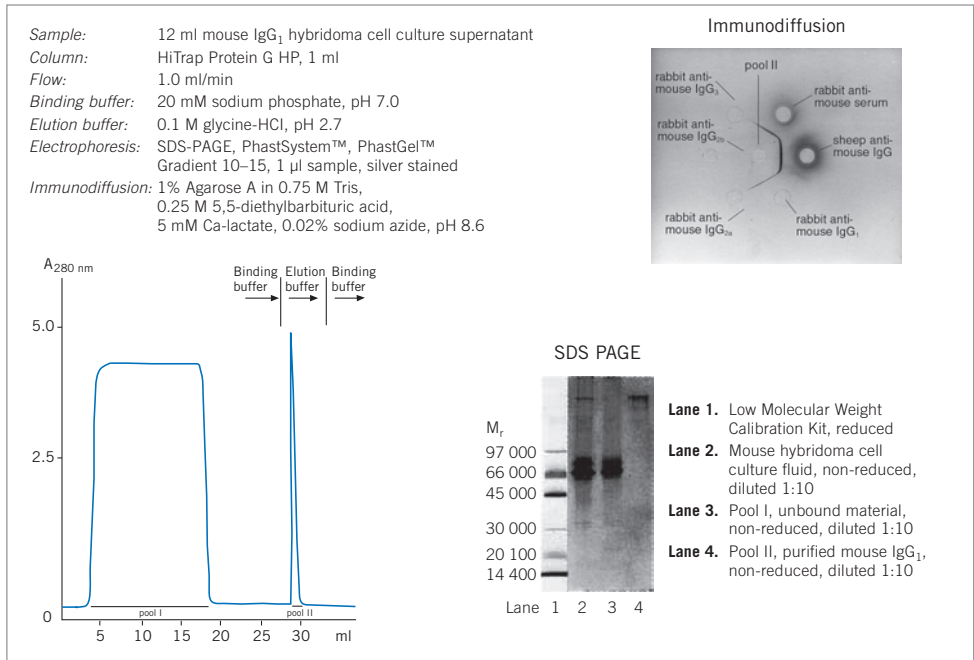 Sample: 12 ml mouse IgG₁ hybridoma cell culture supernatant
Column: HiTrap Protein G HP, 1 ml
Flow: 1.0 ml/min
Binding buffer: 20 mM sodium phosphate, pH 7.0
Elution buffer: 0.1 M glycine-HCl, pH 2.7
Electrophoresis: SDS-PAGE, PhastSystem™, PhastGel™
Gradient 10–15, 1 µl sample, silver stained
Immunodiffusion: 1% Agarose A in 0.75 M Tris,
0.25 M 5,5-diethylbarbituric acid,
5 mM Ca-lactate, 0.02% sodium azide, pH 8.6
Immunodiffusion
pool II
rabbit anti-
mouse IgG₃
rabbit anti-
mouse serum
rabbit anti-
mouse IgG₂ᵦ
sheep anti-
mouse IgG
rabbit anti-
mouse IgG₂ₐ
rabbit anti-
mouse IgG₁
A₂₈₀ ₙₘ
Binding
buffer
Elution
buffer
Binding
buffer
5.0
2.5
0
pool I
pool II
5 10 15 20 25 30 ml
SDS PAGE
Mᵣ
97 000
66 000
45 000
30 000
20 100
14 400
Lane 1 2 3 4
Lane 1. Low Molecular Weight
Calibration Kit, reduced
Lane 2. Mouse hybridoma cell
culture fluid, non-reduced,
diluted 1:10
Lane 3. Pool I, unbound material,
non-reduced, diluted 1:10
Lane 4. Pool II, purified mouse IgG₁,
non-reduced, diluted 1:10